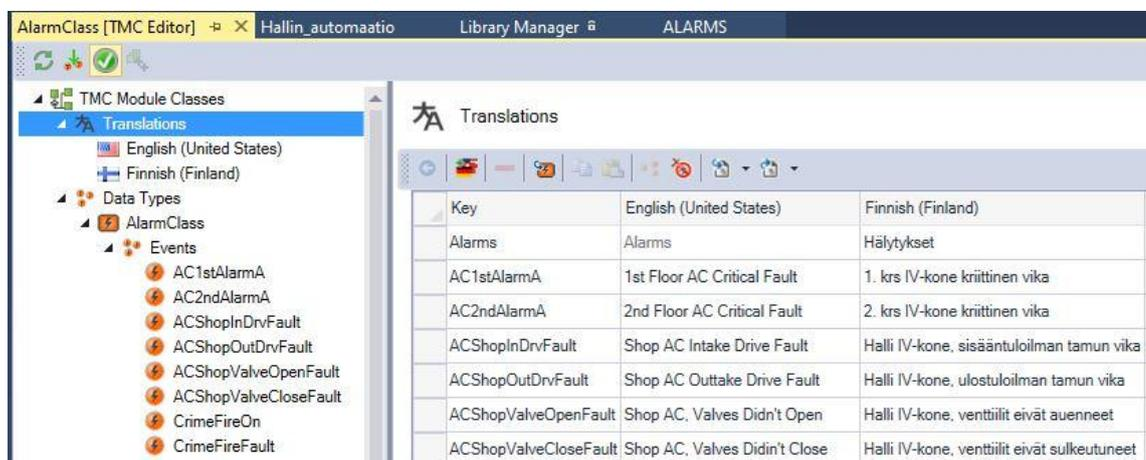 AlarmClass [TMC Editor] Hallin_automaatio Library Manager ALARMS
TMC Module Classes
Translations
English (United States)
Finnish (Finland)
Data Types
AlarmClass
Events
AC1stAlarmA
AC2ndAlarmA
ACShopInDrvFault
ACShopOutDrvFault
ACShopValveOpenFault
ACShopValveCloseFault
CrimeFireOn
CrimeFireFault
Translations
Key English (United States) Finnish (Finland)
Alarms Alarms Hälytykset
AC1stAlarmA 1st Floor AC Critical Fault 1. krs IV-kone kriittinen vika
AC2ndAlarmA 2nd Floor AC Critical Fault 2. krs IV-kone kriittinen vika
ACShopInDrvFault Shop AC Intake Drive Fault Halli IV-kone, sisääntuloilman tamun vika
ACShopOutDrvFault Shop AC Outtake Drive Fault Halli IV-kone, ulostuloilman tamun vika
ACShopValveOpenFault Shop AC, Valves Didn't Open Halli IV-kone, venttiilit eivät auenneet
ACShopValveCloseFault Shop AC, Valves Didin't Close Halli IV-kone, venttiilit eivät sulkeutuneet